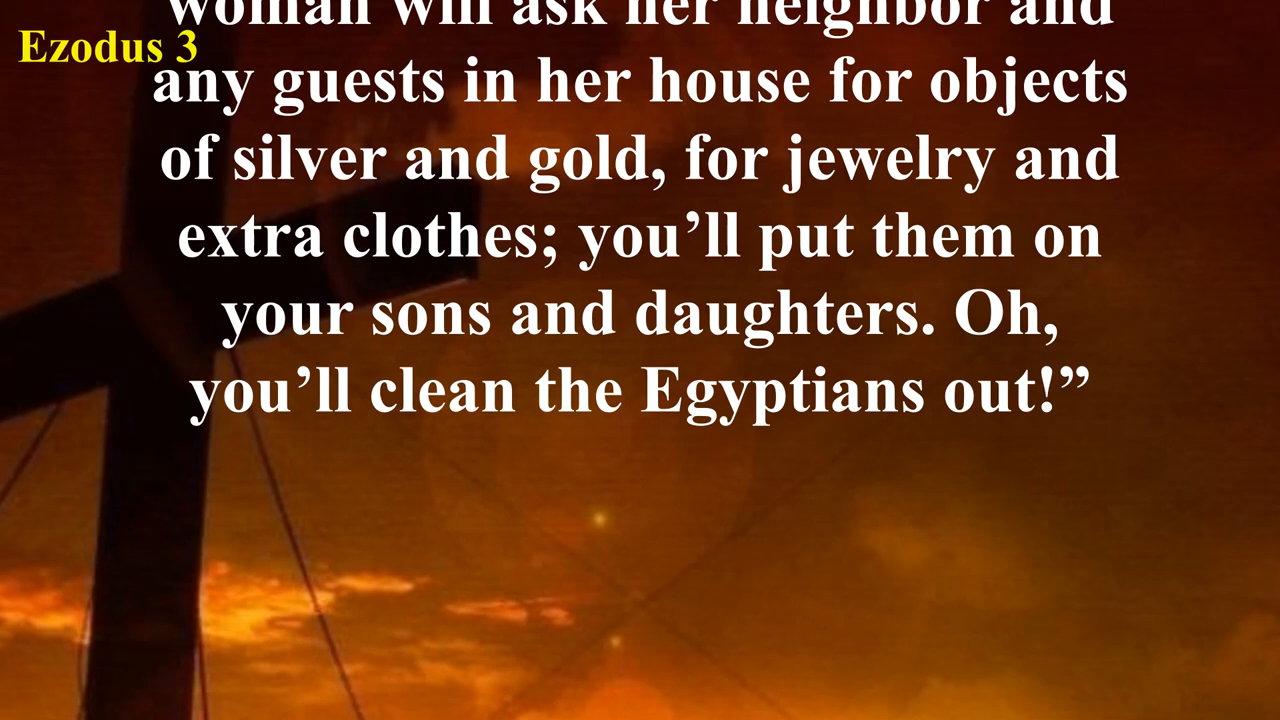 Ezodus 3
woman will ask her neighbor and
any guests in her house for objects
of silver and gold, for jewelry and
extra clothes; you’ll put them on
your sons and daughters. Oh,
you’ll clean the Egyptians out!”